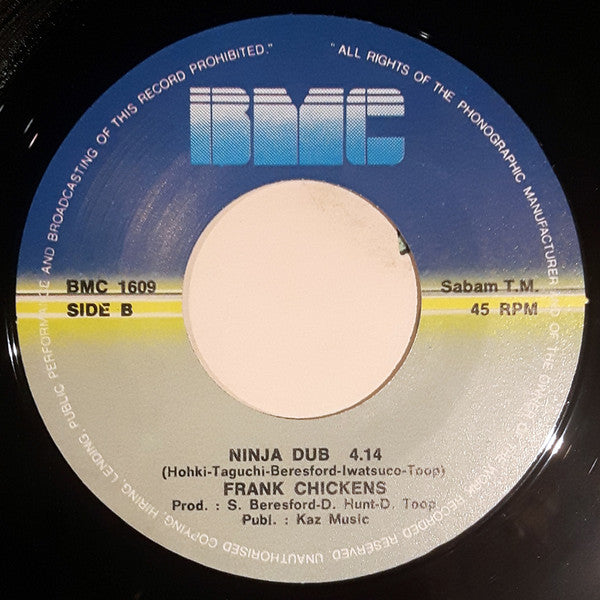 "ALL RIGHTS OF THE PHONOGRAPHIC MANUFACTURER AND OF THE OWNER OF THE WORK RECORDED RESERVED. UNAUTHORISED COPYING, HIRING LENDING, PUBLIC PERFORMANCE AND BROADCASTING OF THIS RECORD PROHIBITED."
BMC
BMC 1609
Sabam T.M.
SIDE B
45 RPM
NINJA DUB 4.14
(Hohki-Taguchi-Beresford-Iwatsuco-Toop)
FRANK CHICKENS
Prod. : S. Beresford-D. Hunt-D. Toop
Publ. : Kaz Music